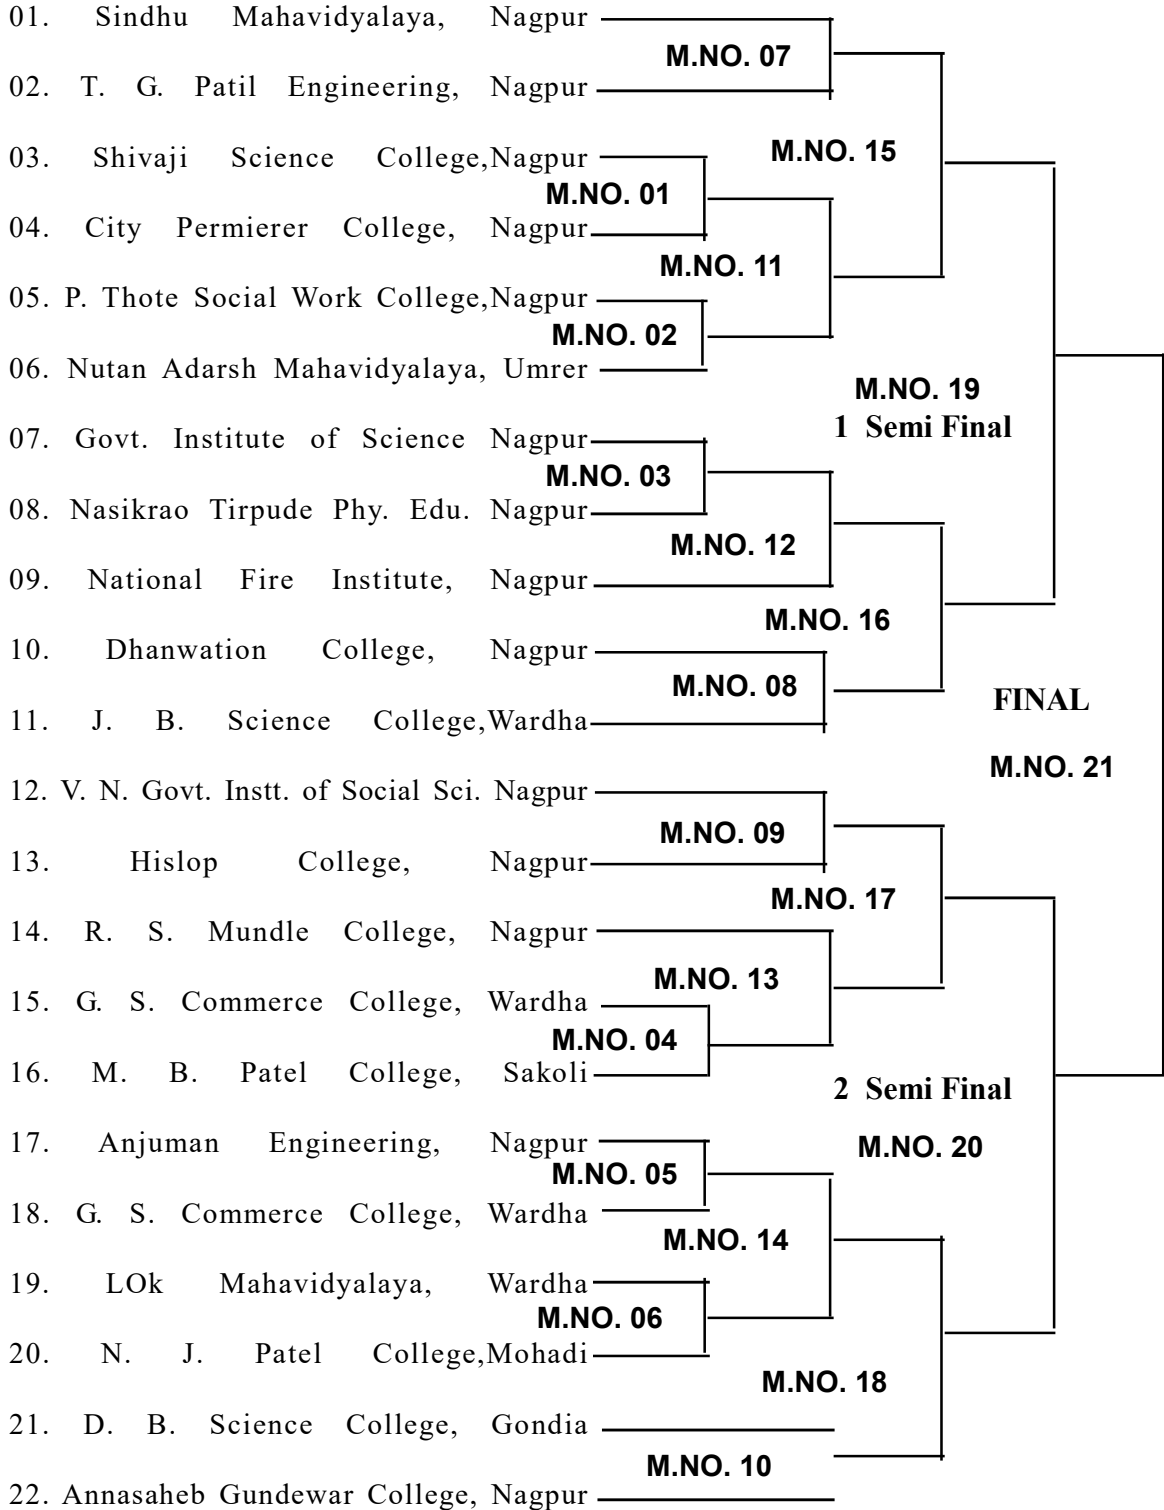 01. Sindhu Mahavidyalaya, Nagpur
M.NO. 07
02. T. G. Patil Engineering, Nagpur
03. Shivaji Science College,Nagpur
M.NO. 15
M.NO. 01
04. City Permierer College, Nagpur
M.NO. 11
05. P. Thote Social Work College,Nagpur
M.NO. 02
06. Nutan Adarsh Mahavidyalaya, Umrer
M.NO. 19
1 Semi Final
07. Govt. Institute of Science Nagpur
M.NO. 03
08. Nasikrao Tirpude Phy. Edu. Nagpur
M.NO. 12
09. National Fire Institute, Nagpur
M.NO. 16
10. Dhanwation College, Nagpur
M.NO. 08
FINAL
11. J. B. Science College,Wardha
M.NO. 21
12. V. N. Govt. Instt. of Social Sci. Nagpur
M.NO. 09
13. Hislop College, Nagpur
M.NO. 17
14. R. S. Mundle College, Nagpur
M.NO. 13
15. G. S. Commerce College, Wardha
M.NO. 04
16. M. B. Patel College, Sakoli
2 Semi Final
17. Anjuman Engineering, Nagpur
M.NO. 20
M.NO. 05
18. G. S. Commerce College, Wardha
M.NO. 14
19. LOk Mahavidyalaya, Wardha
M.NO. 06
20. N. J. Patel College,Mohadi
M.NO. 18
21. D. B. Science College, Gondia
M.NO. 10
22. Annasaheb Gundewar College, Nagpur